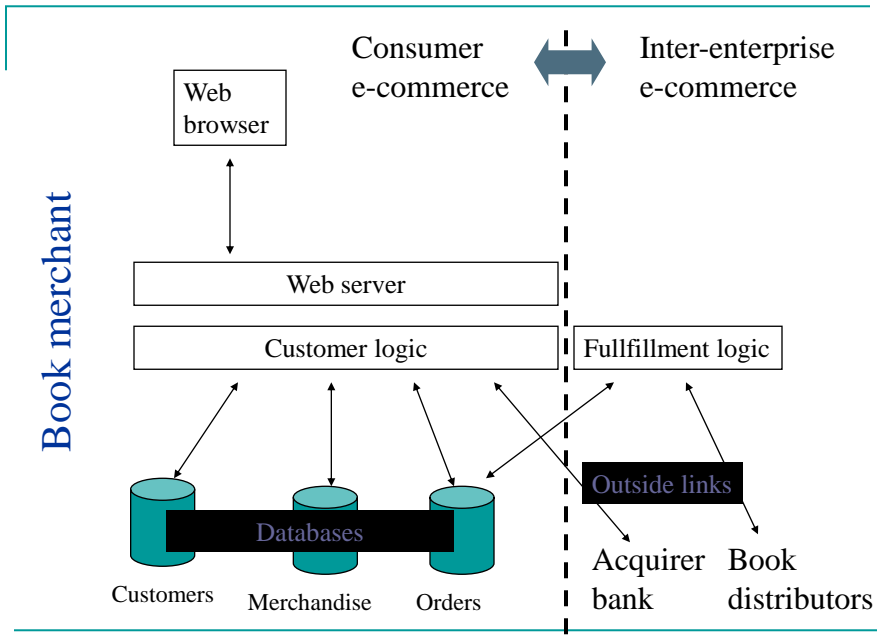 Consumer
e-commerce
Inter-enterprise
e-commerce
Web
browser
Book merchant
Web server
Customer logic
Fullfillment logic
Outside links
Databases
Customers
Merchandise
Orders
Acquirer
bank
Book
distributors